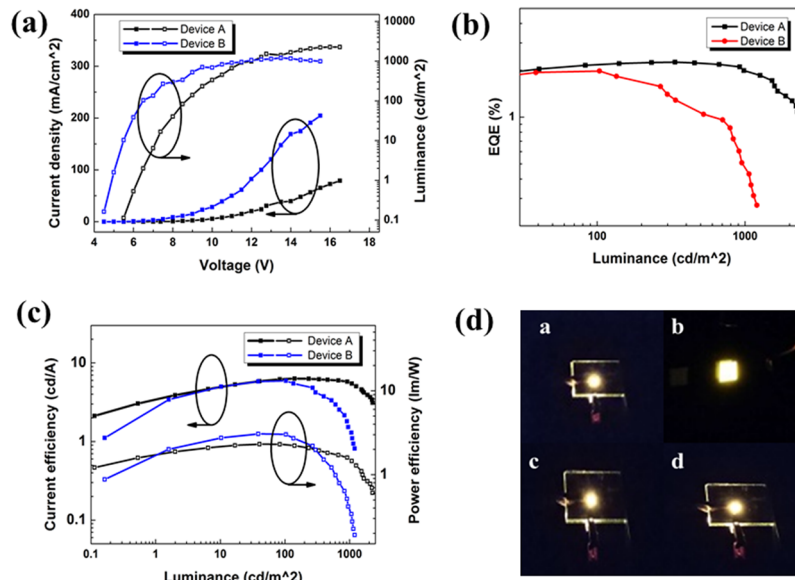 (a)
Device A
Device B
Current density (mA/cm^2)
400
300
200
100
0
10000
1000
100
10
1
0.1
Luminance (cd/m^2)
4 6 8 10 12 14 16 18
Voltage (V)
(b)
Device A
Device B
EQE (%)
1
100 1000
Luminance (cd/m^2)
(c)
Device A
Device B
Current efficiency (cd/A)
10
1
0.1
10
1
Power efficiency (lm/W)
0.1 1 10 100 1000
Luminance (cd/m^2)
(d)
a b
c d